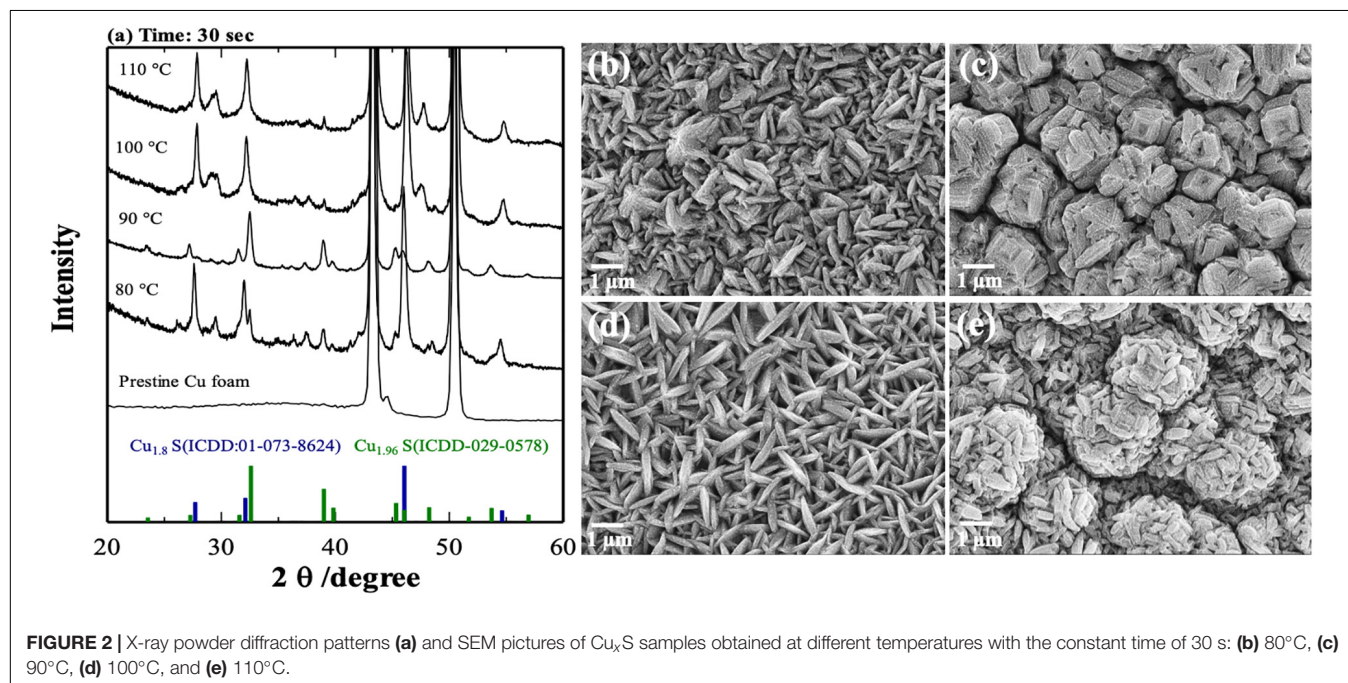 (a) Time: 30 sec
110 °C
100 °C
90 °C
80 °C
Prestine Cu foam
Cu1.8 S(ICDD:01-073-8624) Cu1.96 S(ICDD-029-0578)
Intensity
20 30 40 50 60
2 θ /degree
(b)
1 µm
(c)
1 µm
(d)
1 µm
(e)
1 µm
FIGURE 2 | X-ray powder diffraction patterns (a) and SEM pictures of CuxS samples obtained at different temperatures with the constant time of 30 s: (b) 80°C, (c)
90°C, (d) 100°C, and (e) 110°C.